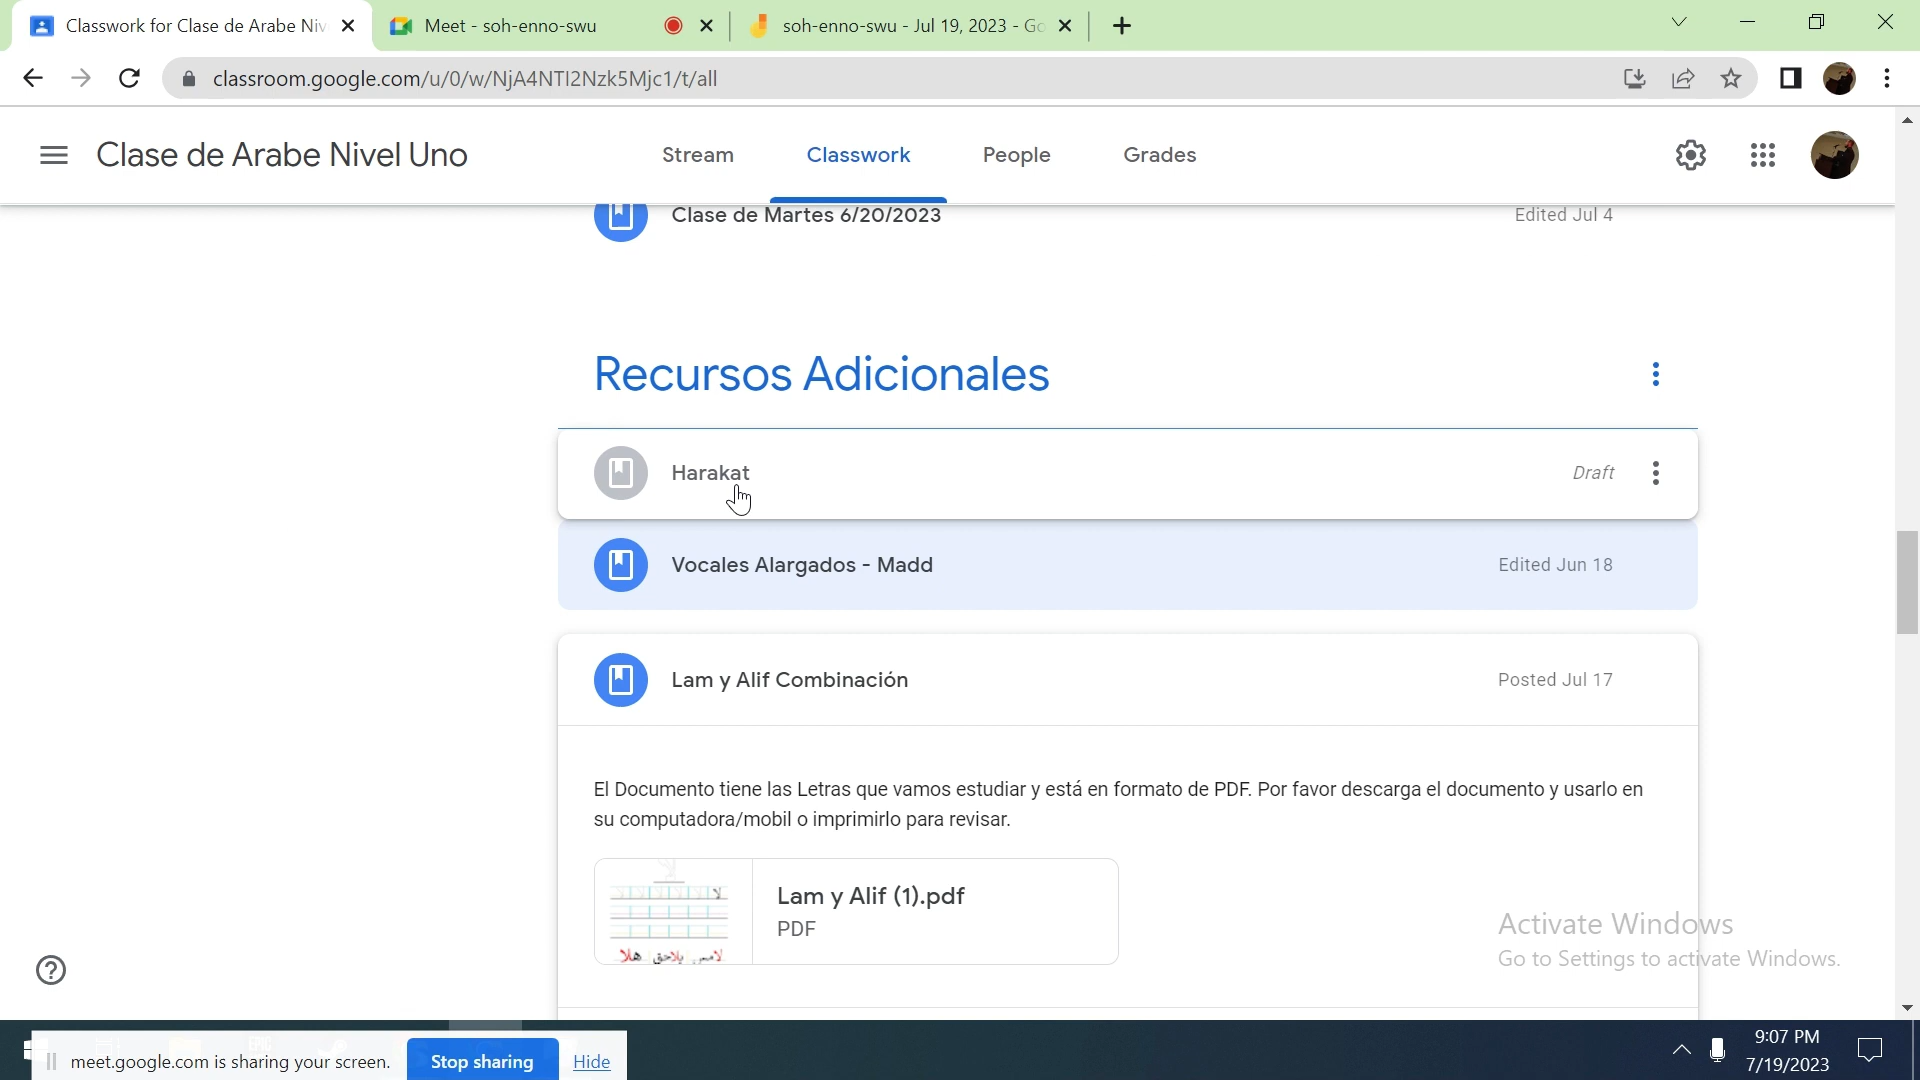 Classwork for Clase de Arabe Niv
Meet - soh-enno-swu
soh-enno-swu - Jul 19, 2023 - Go
classroom.google.com/u/0/w/NjA4NTI2Nzk5Mjc1/t/all
Clase de Arabe Nivel Uno
Stream
Classwork
People
Grades
Clase de Martes 6/20/2023
Edited Jul 4
Recursos Adicionales
Harakat
Draft
Vocales Alargados - Madd
Edited Jun 18
Lam y Alif Combinación
Posted Jul 17
El Documento tiene las Letras que vamos estudiar y está en formato de PDF. Por favor descarga el documento y usarlo en
su computadora/mobil o imprimirlo para revisar.
Lam y Alif (1).pdf
PDF
Activate Windows
Go to Settings to activate Windows.
meet.google.com is sharing your screen.
Stop sharing
Hide
9:07 PM
7/19/2023